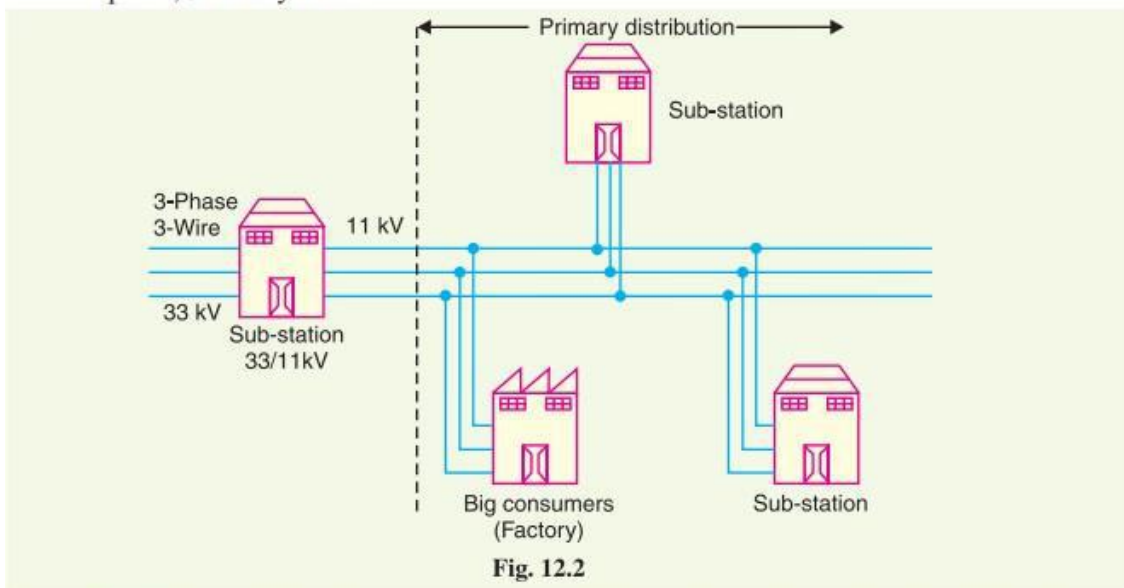 Primary distribution
Sub-station
3-Phase
3-Wire
11 kV
33 kV
Sub-station
33/11kV
Big consumers
(Factory)
Sub-station
Fig. 12.2